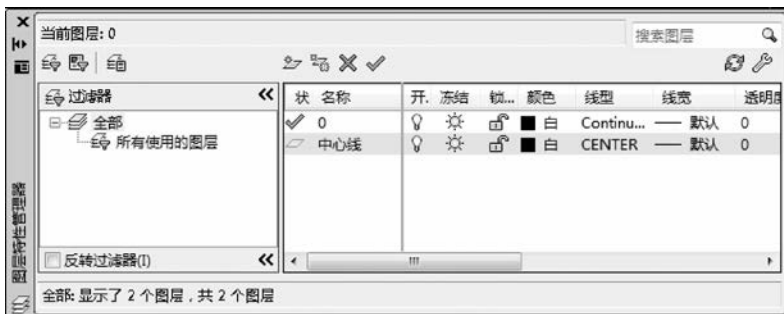 当前图层: 0
搜索图层
过滤器
全部
所有使用的图层
反转过滤器(I)
状 名称 开. 冻结 锁... 颜色 线型 线宽 透明度
0 白 Continu... 默认 0
中心线 白 CENTER 默认 0
全部: 显示了 2 个图层 , 共 2 个图层
图层特性管理器